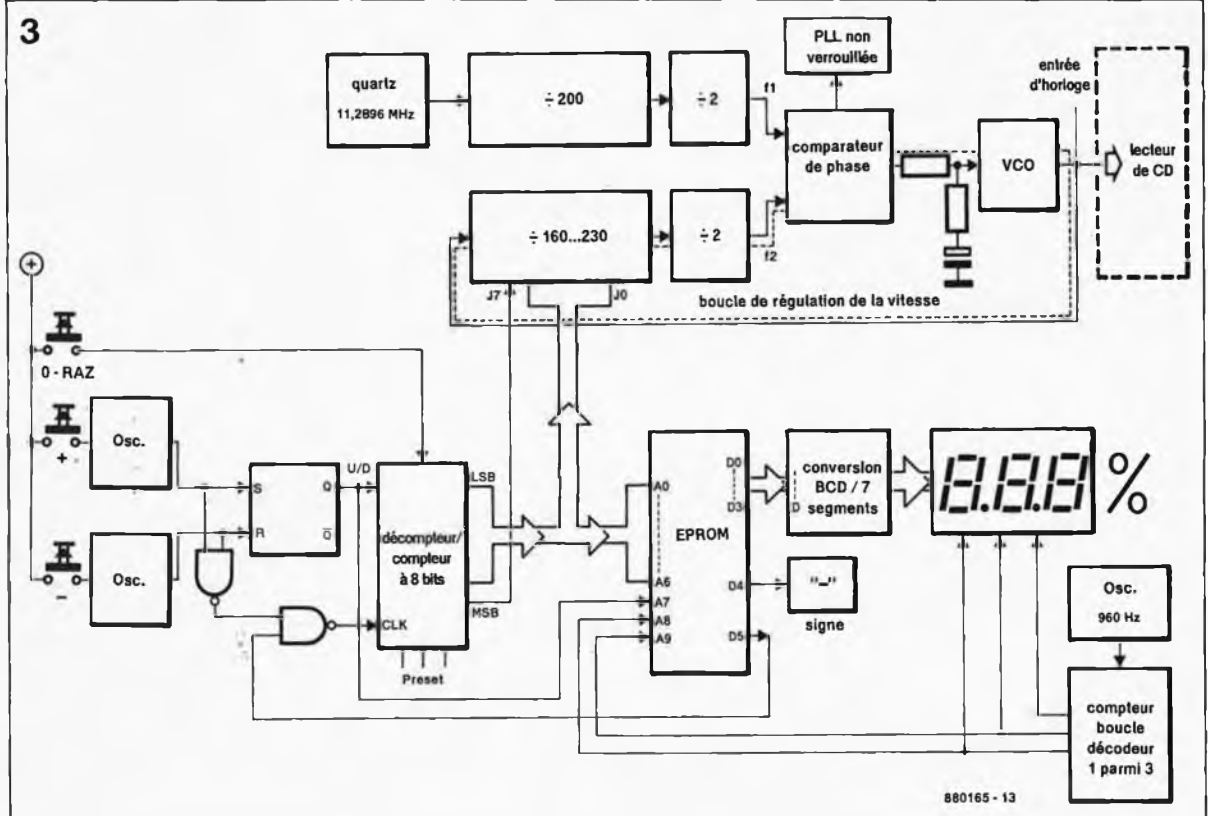 3
quartz
11,2896 MHz
÷ 200
÷ 2
f1
PLL non
verrouillée
comparateur
de phase
VCO
entrée
d'horloge
lecteur
de CD
÷ 160...230
÷ 2
f2
J7
J0
boucle de régulation de la vitesse
+
0 - RAZ
Osc.
+
Osc.
–
S
R
Q
Q
U/D
décompteur/
compteur
à 8 bits
LSB
MSB
CLK
Preset
EPROM
A0
A6
A7
A8
A9
D0
D3
D4
D5
D
conversion
BCD / 7
segments
8.8.8 %
"–"
signe
Osc.
960 Hz
compteur
boucle
décodeur
1 parmi 3
880165 - 13